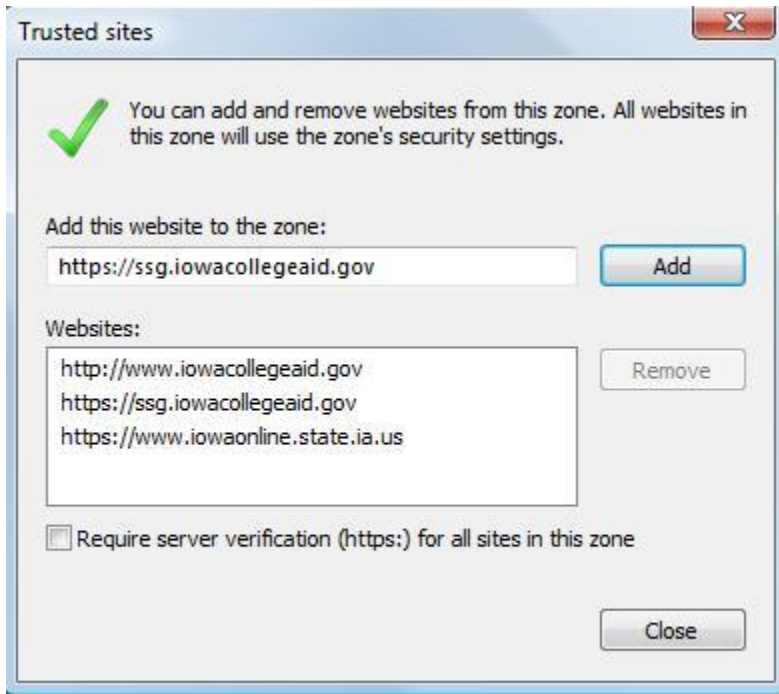 Trusted sites
You can add and remove websites from this zone. All websites in
this zone will use the zone's security settings.
Add this website to the zone:
https://ssg.iowacollegeaid.gov
Add
Websites:
http://www.iowacollegeaid.gov
https://ssg.iowacollegeaid.gov
https://www.iowaonline.state.ia.us
Remove
Require server verification (https:) for all sites in this zone
Close